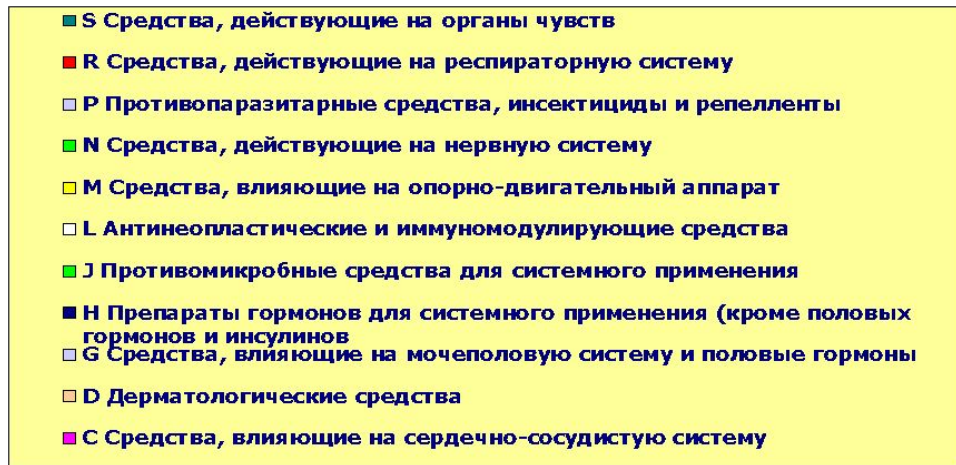 S Средства, действующие на органы чувств
R Средства, действующие на респираторную систему
P Противопаразитарные средства, инсектициды и репелленты
N Средства, действующие на нервную систему
M Средства, влияющие на опорно-двигательный аппарат
L Антинеопластические и иммуномодулирующие средства
J Противомикробные средства для системного применения
H Препараты гормонов для системного применения (кроме половых
гормонов и инсулинов
G Средства, влияющие на мочеполовую систему и половые гормоны
D Дерматологические средства
C Средства, влияющие на сердечно-сосудистую систему